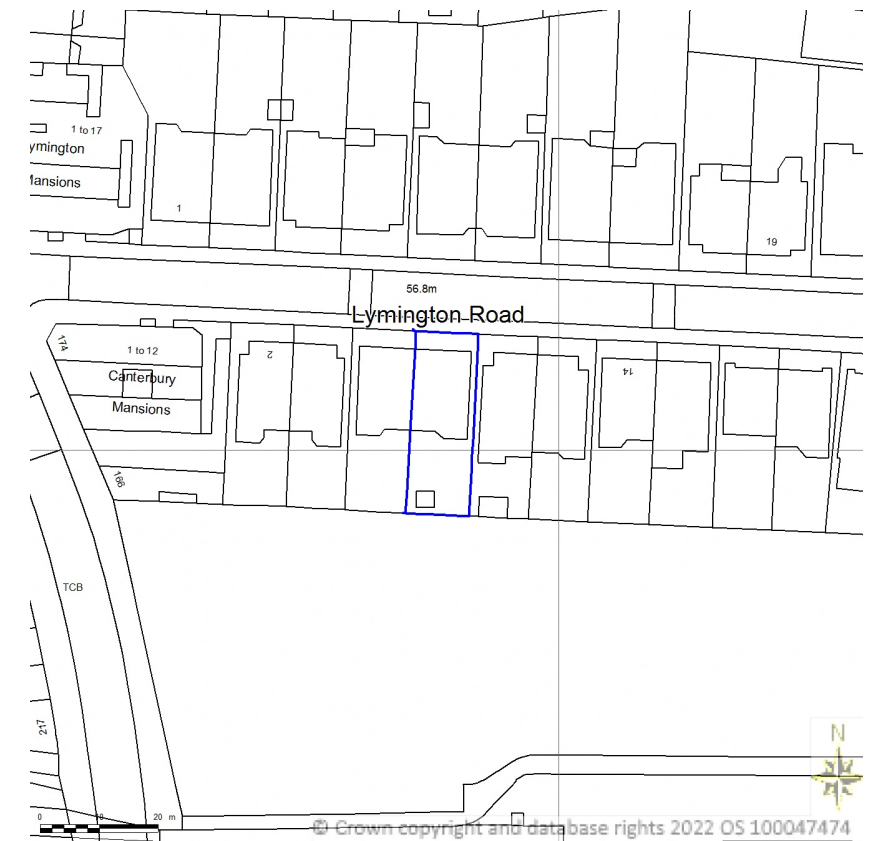 1 to 17
ymington
Mansions
1
19
56.8m
Lymington Road
174
1 to 12
2
Canterbury
Mansions
14
166
TCB
217
N
0
10
20
m
© Crown copyright and database rights 2022 OS 100047474